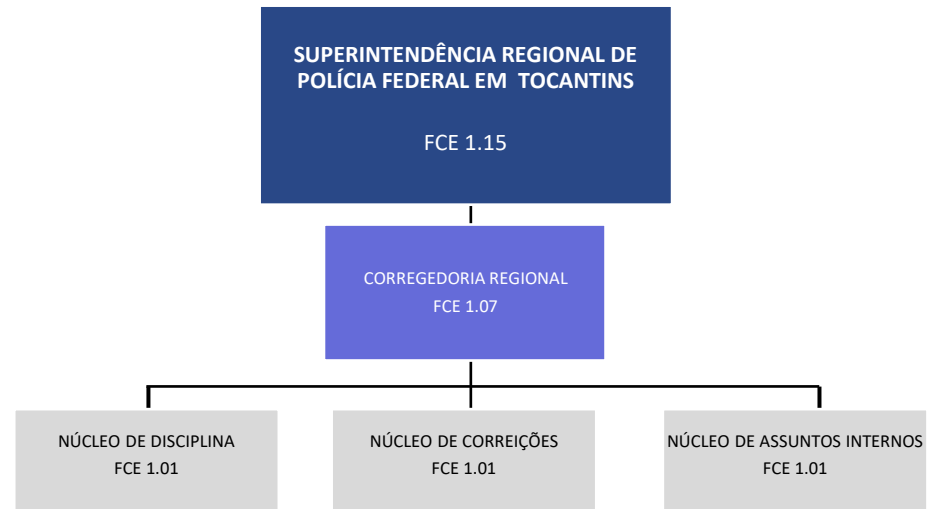 SUPERINTENDÊNCIA REGIONAL DE
POLÍCIA FEDERAL EM TOCANTINS
FCE 1.15
CORREGEDORIA REGIONAL
FCE 1.07
NÚCLEO DE DISCIPLINA
FCE 1.01
NÚCLEO DE CORREIÇÕES
FCE 1.01
NÚCLEO DE ASSUNTOS INTERNOS
FCE 1.01